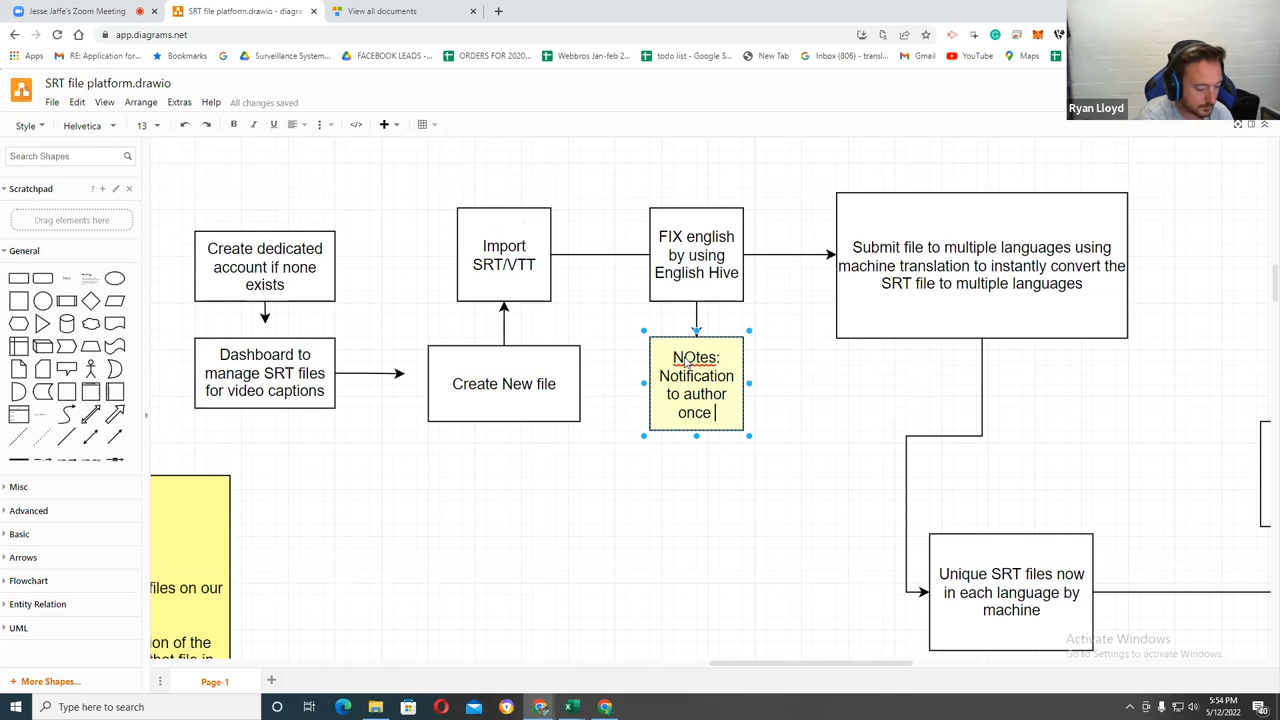 Jesse Jaffe's Zoom Meeting
SRT file platform.drawio - diagra
View all documents
app.diagrams.net
Apps
RE: Application for...
Bookmarks
Surveillance System...
FACEBOOK LEADS -...
ORDERS FOR 2020...
Webbros Jan-feb 2...
todo list - Google S...
New Tab
Inbox (806) - transl...
Gmail
YouTube
Maps
Ryan Lloyd
SRT file platform.drawio
File
Edit
View
Arrange
Extras
Help
All changes saved
Style
Helvetica
13
B
I
U
Search Shapes
Scratchpad
Drag elements here
General
Misc
Advanced
Basic
Arrows
Flowchart
Entity Relation
UML
+ More Shapes...
Create dedicated
account if none
exists
Dashboard to
manage SRT files
for video captions
Import
SRT/VTT
Create New file
FIX english
by using
English Hive
NOtes:
Notification
to author
once
Submit file to multiple languages using
machine translation to instantly convert the
SRT file to multiple languages
Unique SRT files now
in each language by
machine
files on our
ion of the
that file in
Activate Windows
Go to Settings to activate Windows.
Page-1
Type here to search
5:54 PM
5/12/2022
40